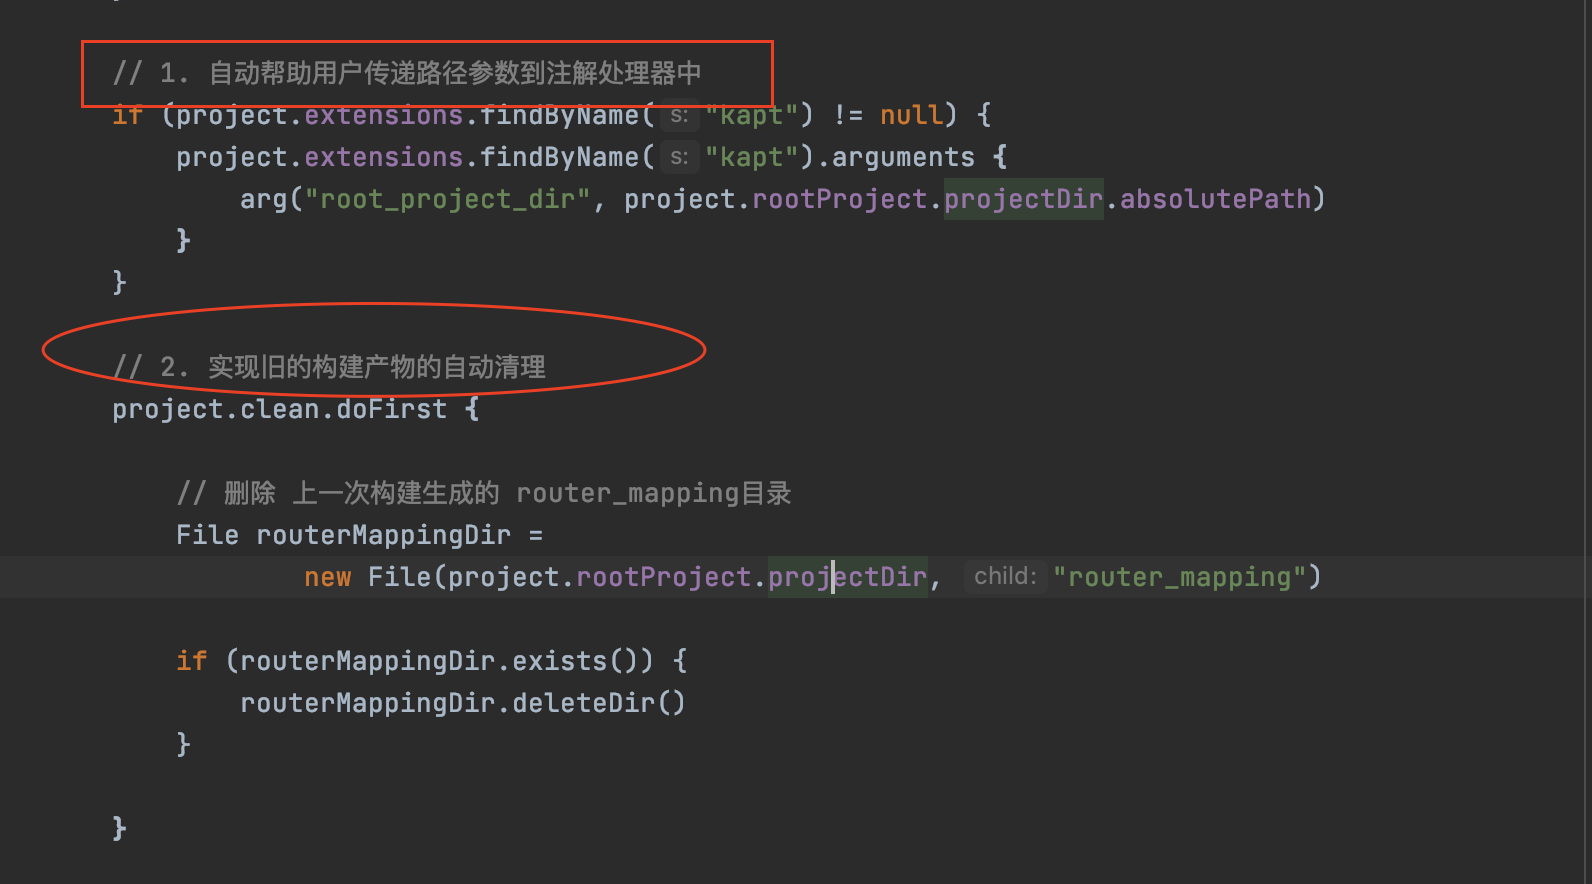 // 1. 自动帮助用户传递路径参数到注解处理器中
if (project.extensions.findByName( s: "kapt") != null) {
project.extensions.findByName( s: "kapt").arguments {
arg("root_project_dir", project.rootProject.projectDir.absolutePath)
}
}
// 2. 实现旧的构建产物的自动清理
project.clean.doFirst {
// 删除 上一次构建生成的 router_mapping目录
File routerMappingDir =
new File(project.rootProject.projectDir, child: "router_mapping")
if (routerMappingDir.exists()) {
routerMappingDir.deleteDir()
}
}